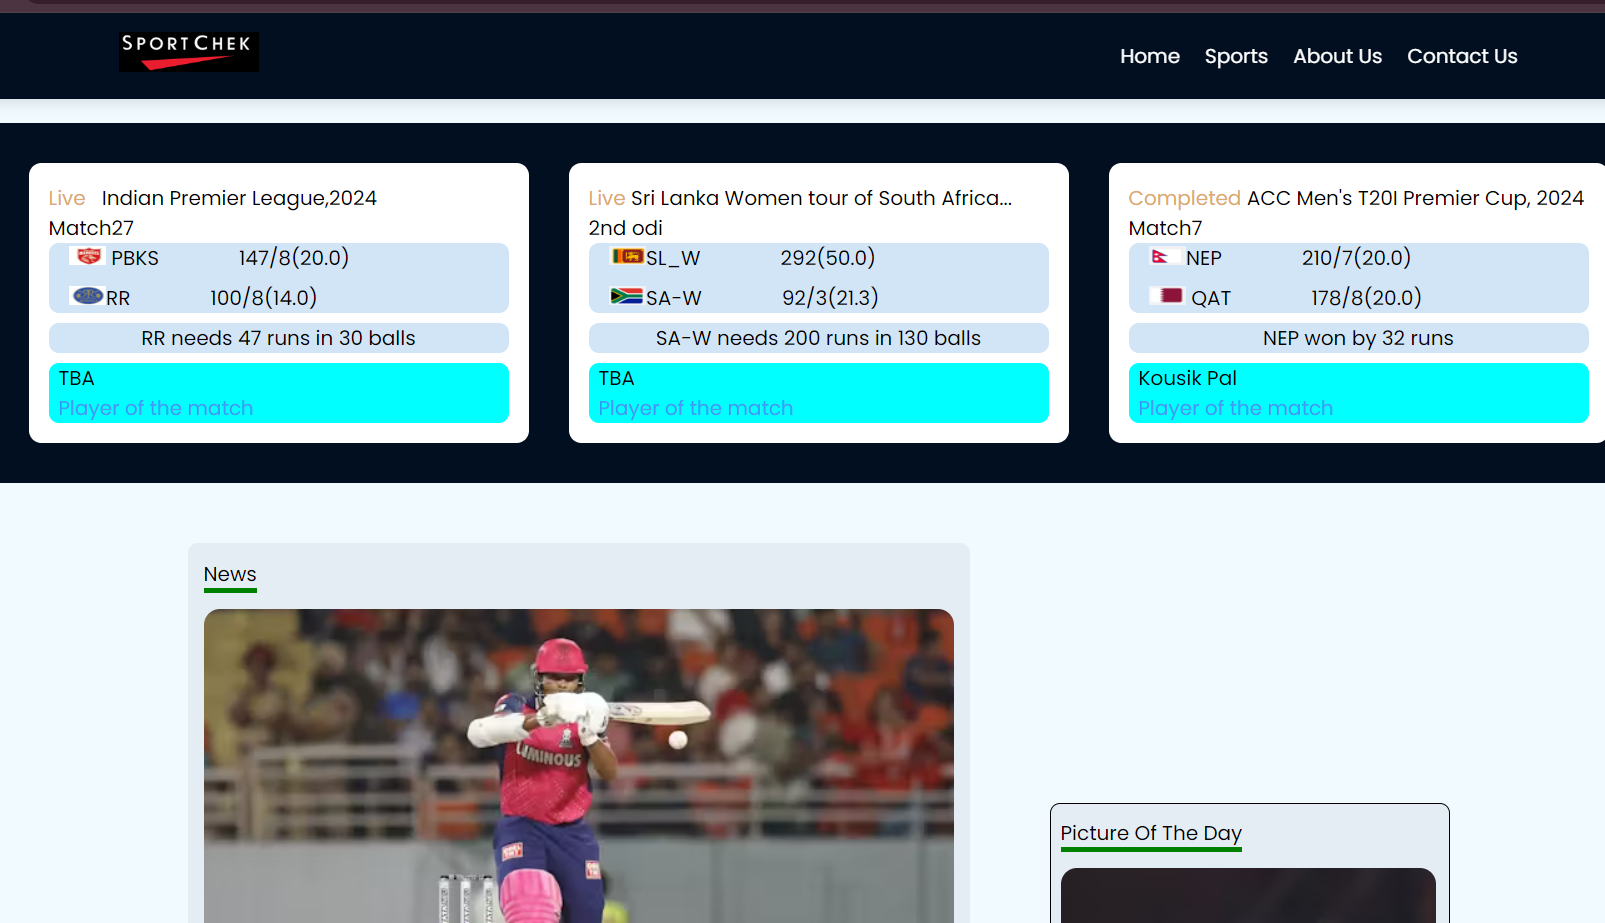 SPORT CHEK
Home Sports About Us Contact Us
Live Indian Premier League,2024
Match27
PBKS 147/8(20.0)
RR 100/8(14.0)
RR needs 47 runs in 30 balls
TBA
Player of the match
Live Sri Lanka Women tour of South Africa...
2nd odi
SL_W 292(50.0)
SA-W 92/3(21.3)
SA-W needs 200 runs in 130 balls
TBA
Player of the match
Completed ACC Men's T20I Premier Cup, 2024
Match7
NEP 210/7(20.0)
QAT 178/8(20.0)
NEP won by 32 runs
Kousik Pal
Player of the match
News
LUMINOUS
Picture Of The Day